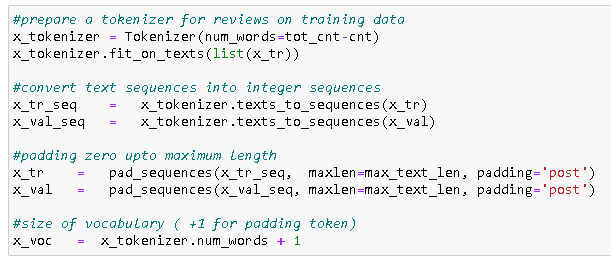 #prepare a tokenizer for reviews on training data
x_tokenizer = Tokenizer(num_words=tot_cnt-cnt)
x_tokenizer.fit_on_texts(list(x_tr))
#convert text sequences into integer sequences
x_tr_seq    =   x_tokenizer.texts_to_sequences(x_tr)
x_val_seq   =   x_tokenizer.texts_to_sequences(x_val)
#padding zero upto maximum length
x_tr    =   pad_sequences(x_tr_seq,  maxlen=max_text_len, padding='post')
x_val   =   pad_sequences(x_val_seq, maxlen=max_text_len, padding='post')
#size of vocabulary ( +1 for padding token)
x_voc   =  x_tokenizer.num_words + 1